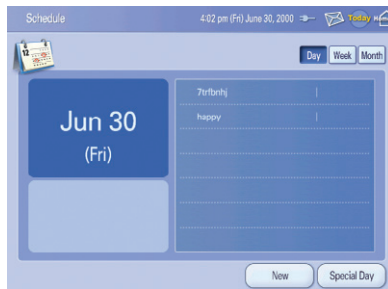 Schedule 4:02 pm (Fri) June 30, 2000 Today
12
Day Week Month
Jun 30
(Fri)
7trfbnhj
happy
New Special Day